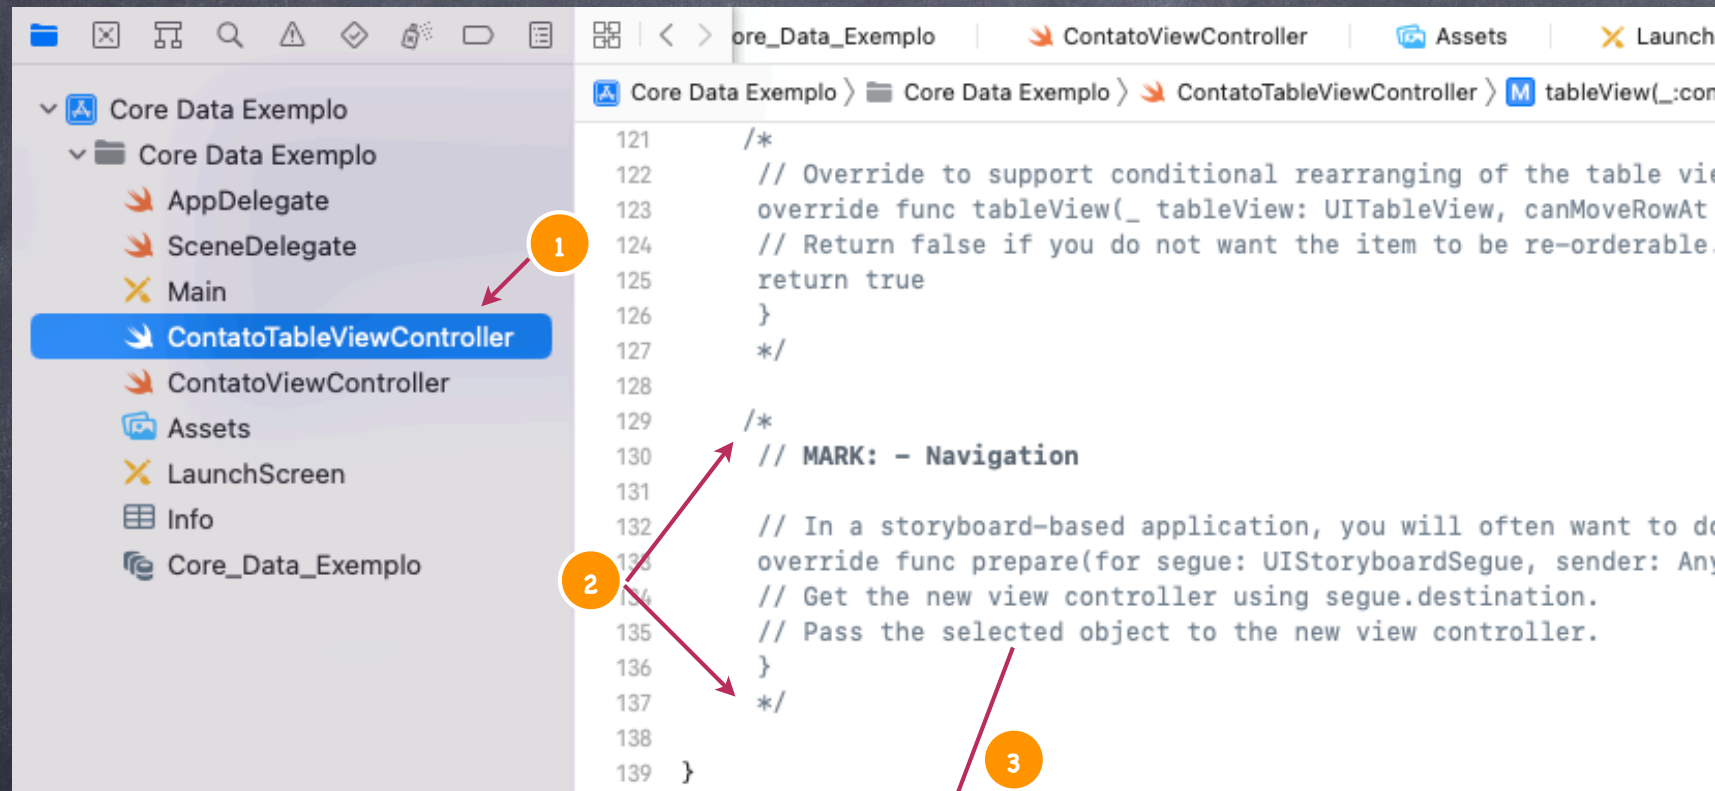 ore_Data_Exemplo
ContatoViewController
Assets
Launch
Core Data Exemplo
Core Data Exemplo
ContatoTableViewController
M
tableView(_:con
Core Data Exemplo
Core Data Exemplo
AppDelegate
SceneDelegate
Main
ContatoTableViewController
ContatoViewController
Assets
LaunchScreen
Info
Core_Data_Exemplo
1
2
3
121 /*
122 // Override to support conditional rearranging of the table vie
123 override func tableView(_ tableView: UITableView, canMoveRowAt
124 // Return false if you do not want the item to be re-orderable.
125 return true
126 }
127 */
128
129 /*
130 // MARK: - Navigation
131
132 // In a storyboard-based application, you will often want to do
133 override func prepare(for segue: UIStoryboardSegue, sender: Any
134 // Get the new view controller using segue.destination.
135 // Pass the selected object to the new view controller.
136 }
137 */
138
139 }